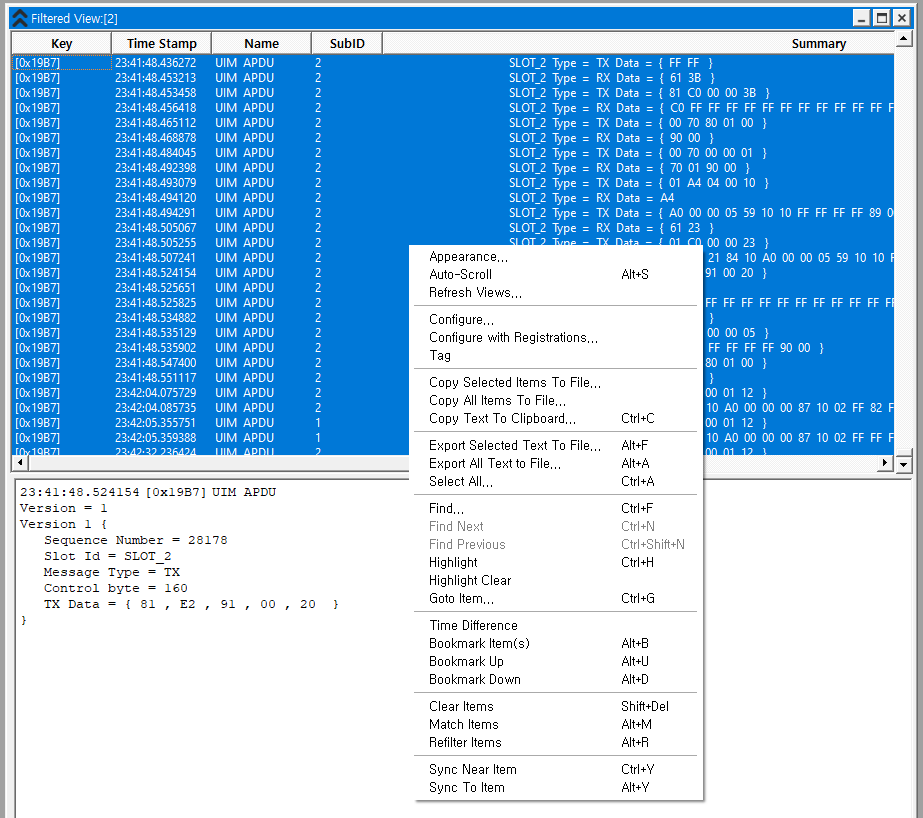 Filtered View:[2]
Key Time Stamp Name SubID Summary
[0x19B7] 23:41:48.436272 UIM APDU 2 SLOT_2 Type = TX Data = { FF FF }
[0x19B7] 23:41:48.453213 UIM APDU 2 SLOT_2 Type = RX Data = { 61 3B }
[0x19B7] 23:41:48.453458 UIM APDU 2 SLOT_2 Type = TX Data = { 81 C0 00 00 3B }
[0x19B7] 23:41:48.456418 UIM APDU 2 SLOT_2 Type = RX Data = { C0 FF FF FF FF FF FF FF FF FF FF FF F
[0x19B7] 23:41:48.465112 UIM APDU 2 SLOT_2 Type = TX Data = { 00 70 80 01 00 }
[0x19B7] 23:41:48.468878 UIM APDU 2 SLOT_2 Type = RX Data = { 90 00 }
[0x19B7] 23:41:48.484045 UIM APDU 2 SLOT_2 Type = TX Data = { 00 70 00 00 01 }
[0x19B7] 23:41:48.492398 UIM APDU 2 SLOT_2 Type = RX Data = { 70 01 90 00 }
[0x19B7] 23:41:48.493079 UIM APDU 2 SLOT_2 Type = TX Data = { 01 A4 04 00 10 }
[0x19B7] 23:41:48.494120 UIM APDU 2 SLOT_2 Type = RX Data = A4
[0x19B7] 23:41:48.494291 UIM APDU 2 SLOT_2 Type = TX Data = { A0 00 00 05 59 10 10 FF FF FF FF 89 00
[0x19B7] 23:41:48.505067 UIM APDU 2 SLOT_2 Type = RX Data = { 61 23 }
[0x19B7] 23:41:48.505255 UIM APDU 2 SLOT_2 Type = TX Data = { 01 C0 00 00 23 }
[0x19B7] 23:41:48.507241 UIM APDU 2 21 84 10 A0 00 00 05 59 10 10 F
[0x19B7] 23:41:48.524154 UIM APDU 2 91 00 20 }
[0x19B7] 23:41:48.525651 UIM APDU 2
[0x19B7] 23:41:48.525825 UIM APDU 2 FF FF FF FF FF FF FF FF FF FF FF FF
[0x19B7] 23:41:48.534882 UIM APDU 2 }
[0x19B7] 23:41:48.535129 UIM APDU 2 00 00 05 }
[0x19B7] 23:41:48.535902 UIM APDU 2 FF FF FF FF 90 00 }
[0x19B7] 23:41:48.547400 UIM APDU 2 80 01 00 }
[0x19B7] 23:41:48.551117 UIM APDU 2 }
[0x19B7] 23:42:04.075729 UIM APDU 2 00 01 12 }
[0x19B7] 23:42:04.085735 UIM APDU 2 10 A0 00 00 00 87 10 02 FF 82 F
[0x19B7] 23:42:05.355751 UIM APDU 1 00 01 12 }
[0x19B7] 23:42:05.359388 UIM APDU 1 10 A0 00 00 00 87 10 02 FF FF F
[0x19B7] 23:42:32.236424 UIM APDU 2 00 01 12 }
Appearance...
Auto-Scroll Alt+S
Refresh Views...
Configure...
Configure with Registrations...
Tag
Copy Selected Items To File...
Copy All Items To File...
Copy Text To Clipboard... Ctrl+C
Export Selected Text To File... Alt+F
Export All Text to File... Alt+A
Select All... Ctrl+A
Find... Ctrl+F
Find Next Ctrl+N
Find Previous Ctrl+Shift+N
Highlight Ctrl+H
Highlight Clear
Goto Item... Ctrl+G
Time Difference
Bookmark Item(s) Alt+B
Bookmark Up Alt+U
Bookmark Down Alt+D
Clear Items Shift+Del
Match Items Alt+M
Refilter Items Alt+R
Sync Near Item Ctrl+Y
Sync To Item Alt+Y
23:41:48.524154 [0x19B7] UIM APDU
Version = 1
Version 1 {
Sequence Number = 28178
Slot Id = SLOT_2
Message Type = TX
Control byte = 160
TX Data = { 81 , E2 , 91 , 00 , 20 }
}